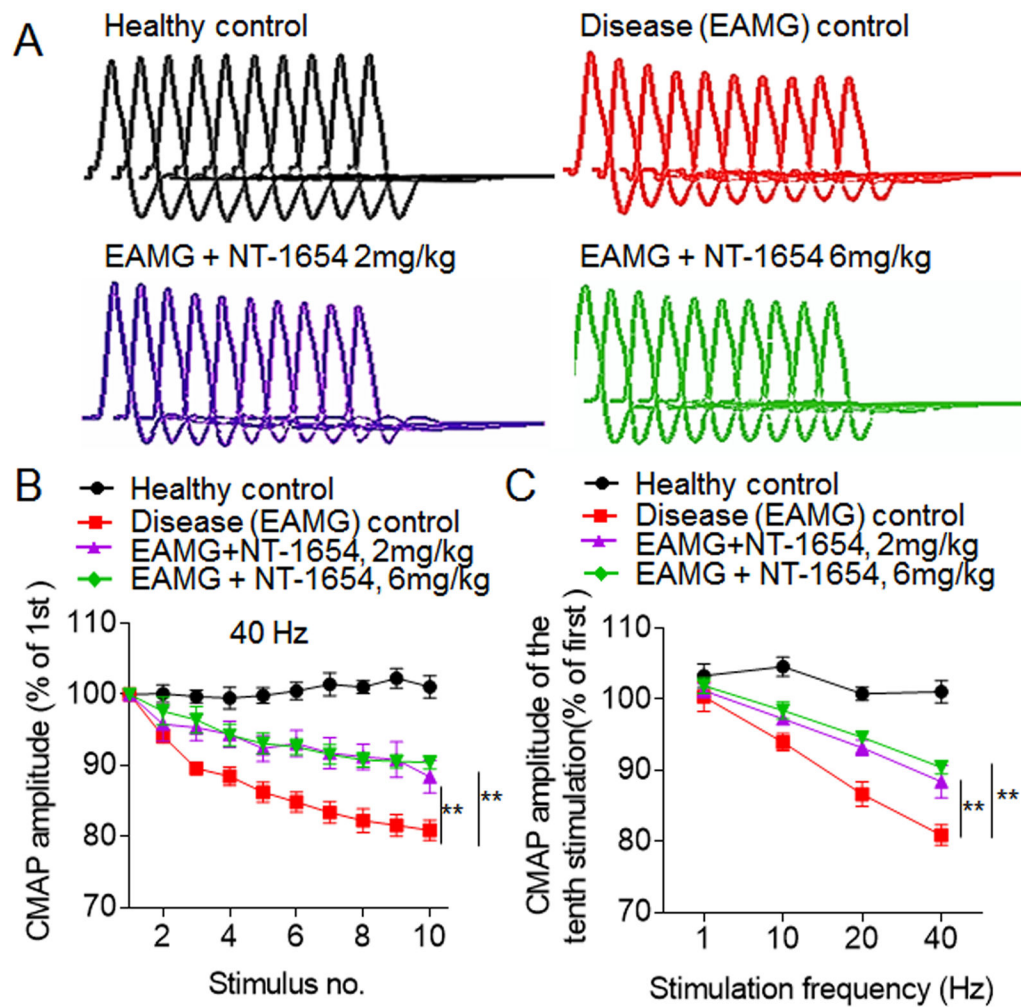 A
Healthy control
Disease (EAMG) control
EAMG + NT-1654 2mg/kg
EAMG + NT-1654 6mg/kg
B
Healthy control
Disease (EAMG) control
EAMG+NT-1654, 2mg/kg
EAMG + NT-1654, 6mg/kg
CMAP amplitude (% of 1st)
110
100
90
80
70
40 Hz
**
**
2
4
6
8
10
Stimulus no.
C
Healthy control
Disease (EAMG) control
EAMG+NT-1654, 2mg/kg
EAMG + NT-1654, 6mg/kg
CMAP amplitude of the
tenth stimulation(% of first )
110
100
90
80
70
**
**
1
10
20
40
Stimulation frequency (Hz)